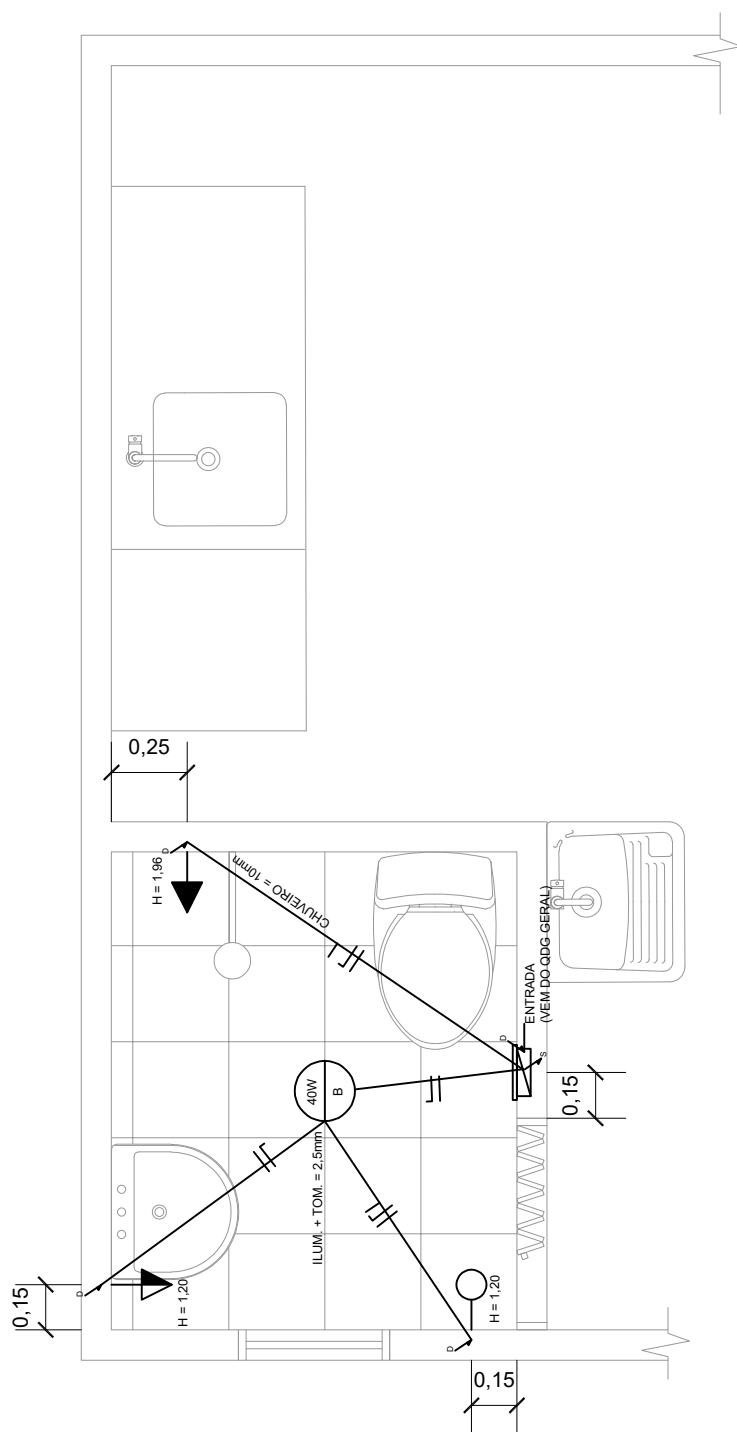 0,25
D
H = 1,96
CHUVEIRO = 10mm
ENTRADA
(VEM DO QDG GERAL)
D
S
40W
B
0,15
ILUM. + TOM. = 2,5mm
0,15
D
H = 1,20
H = 1,20
D
0,15